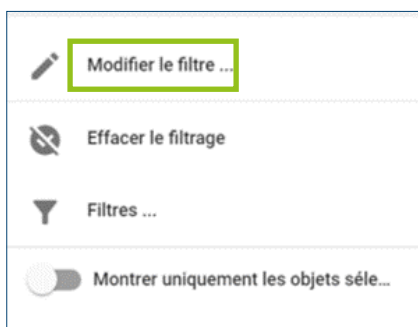 Modifier le filtre ...
Effacer le filtrage
Filtres ...
Montrer uniquement les objets séle...